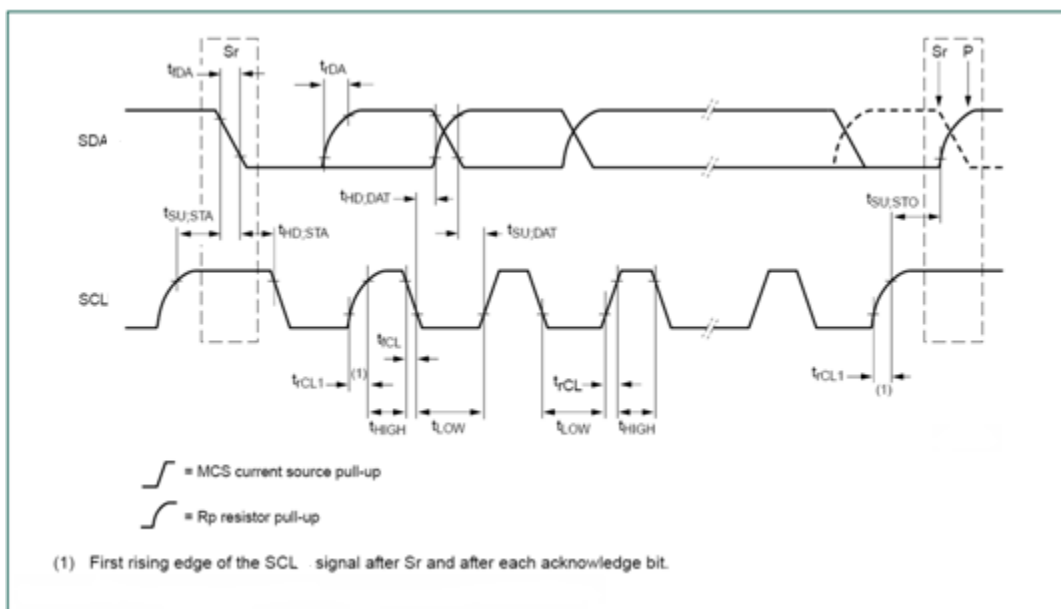 Sr
Sr P
tfDA
trDA
SDA
tHD;DAT
tSU;STO
tSU;STA
tHD;STA
tSU;DAT
SCL
tfCL
trCL1
(1)
trCL
trCL1
(1)
tHIGH
tLOW
tLOW
tHIGH
= MCS current source pull-up
= Rp resistor pull-up
(1) First rising edge of the SCL signal after Sr and after each acknowledge bit.